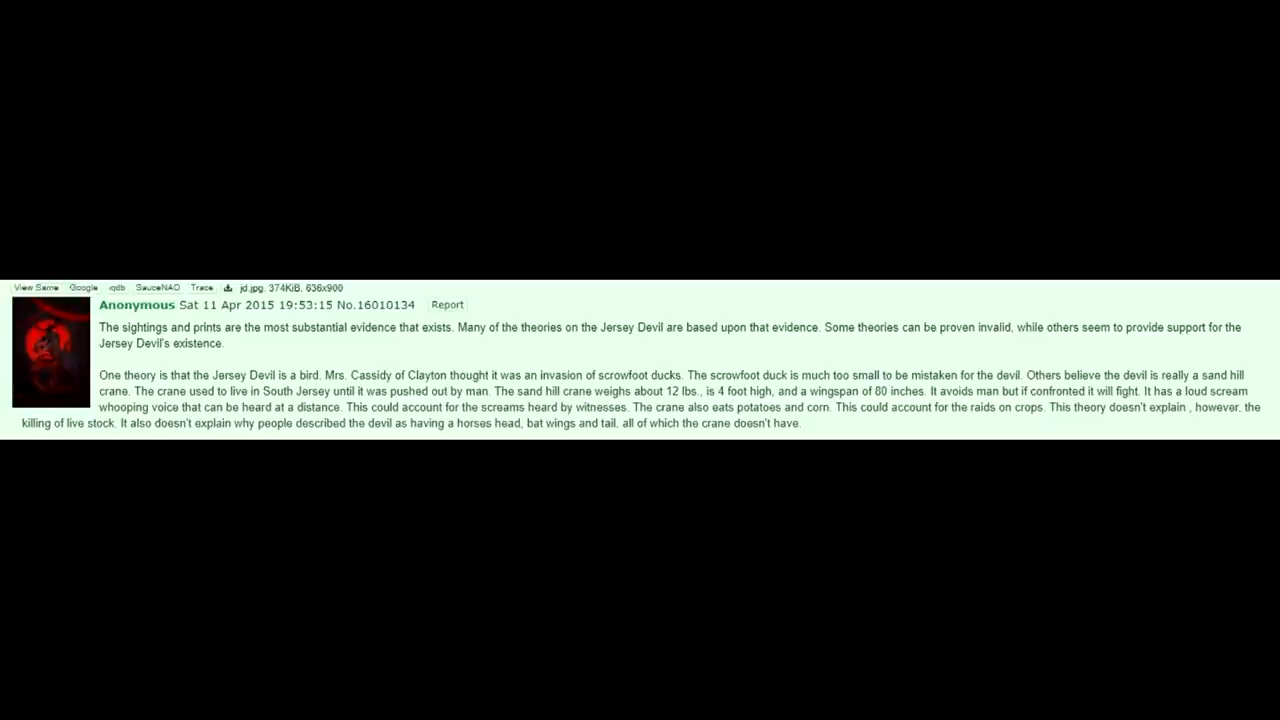 View Same Google iqdb SauceNAO Trace jd.jpg, 374KiB, 636x900
Anonymous Sat 11 Apr 2015 19:53:15 No.16010134 Report
The sightings and prints are the most substantial evidence that exists. Many of the theories on the Jersey Devil are based upon that evidence. Some theories can be proven invalid, while others seem to provide support for the
Jersey Devil's existence.
One theory is that the Jersey Devil is a bird. Mrs. Cassidy of Clayton thought it was an invasion of scrowfoot ducks. The scrowfoot duck is much too small to be mistaken for the devil. Others believe the devil is really a sand hill
crane. The crane used to live in South Jersey until it was pushed out by man. The sand hill crane weighs about 12 lbs., is 4 foot high, and a wingspan of 80 inches. It avoids man but if confronted it will fight. It has a loud scream
whooping voice that can be heard at a distance. This could account for the screams heard by witnesses. The crane also eats potatoes and corn. This could account for the raids on crops. This theory doesn't explain , however, the
killing of live stock. It also doesn't explain why people described the devil as having a horses head, bat wings and tail, all of which the crane doesn't have.